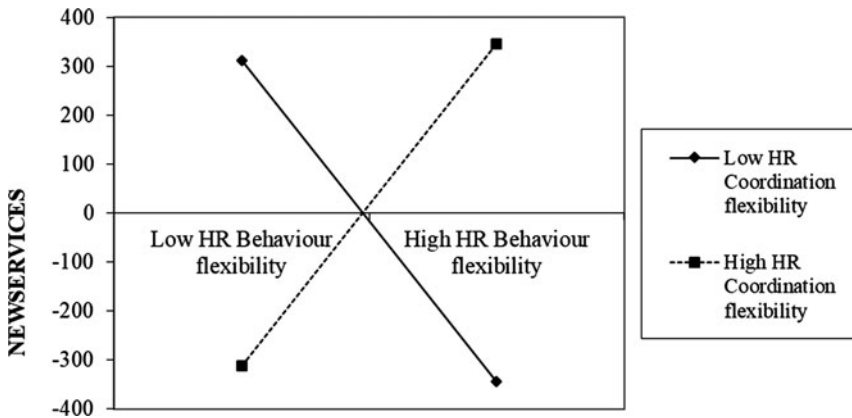 400
300
200
100
0
-100
-200
-300
-400
NEWSERVICES
Low HR Behaviour
flexibility
High HR Behaviour
flexibility
Low HR
Coordination
flexibility
High HR
Coordination
flexibility